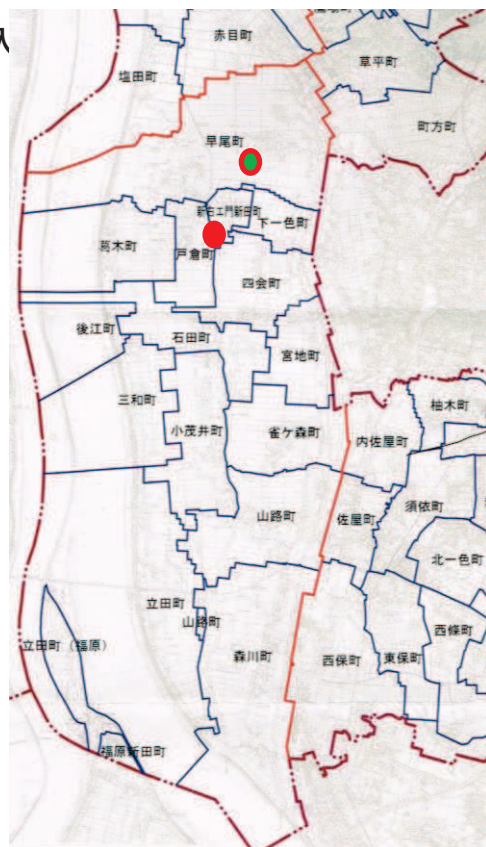 入
赤目町
草平町
塩田町
町方町
早尾町
新右エ門新田町
下一色町
葛木町
戸倉町
四会町
後江町
石田町
宮地町
三和町
柚木町
小茂井町
雀ケ森町
内佐屋町
須依町
山路町
佐屋町
北一色町
立田町
山路町
西條町
立田町（福原）
森川町
西保町
東保町
福原新田町